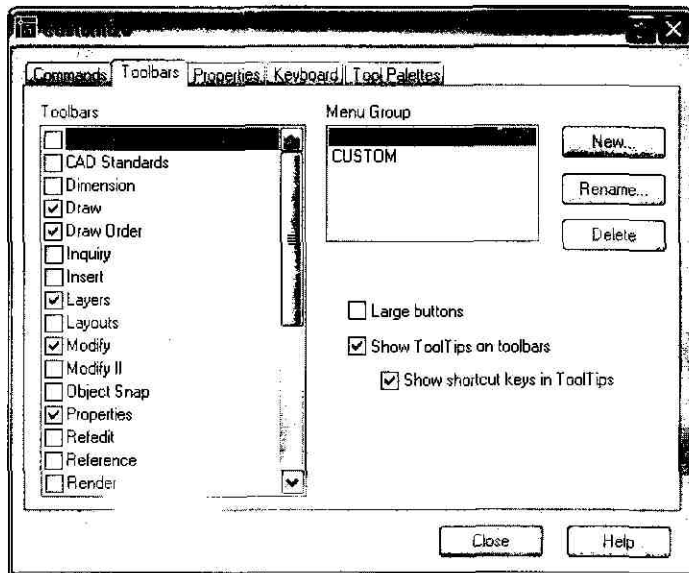 Customize
Commands Toolbars Properties Keyboard Tool Palettes
Toolbars
CAD Standards
Dimension
Draw
Draw Order
Inquiry
Insert
Layers
Layouts
Modify
Modify II
Object Snap
Properties
Refedit
Reference
Render
Menu Group
CUSTOM
New...
Rename...
Delete
Large buttons
Show ToolTips on toolbars
Show shortcut keys in ToolTips
Close
Help